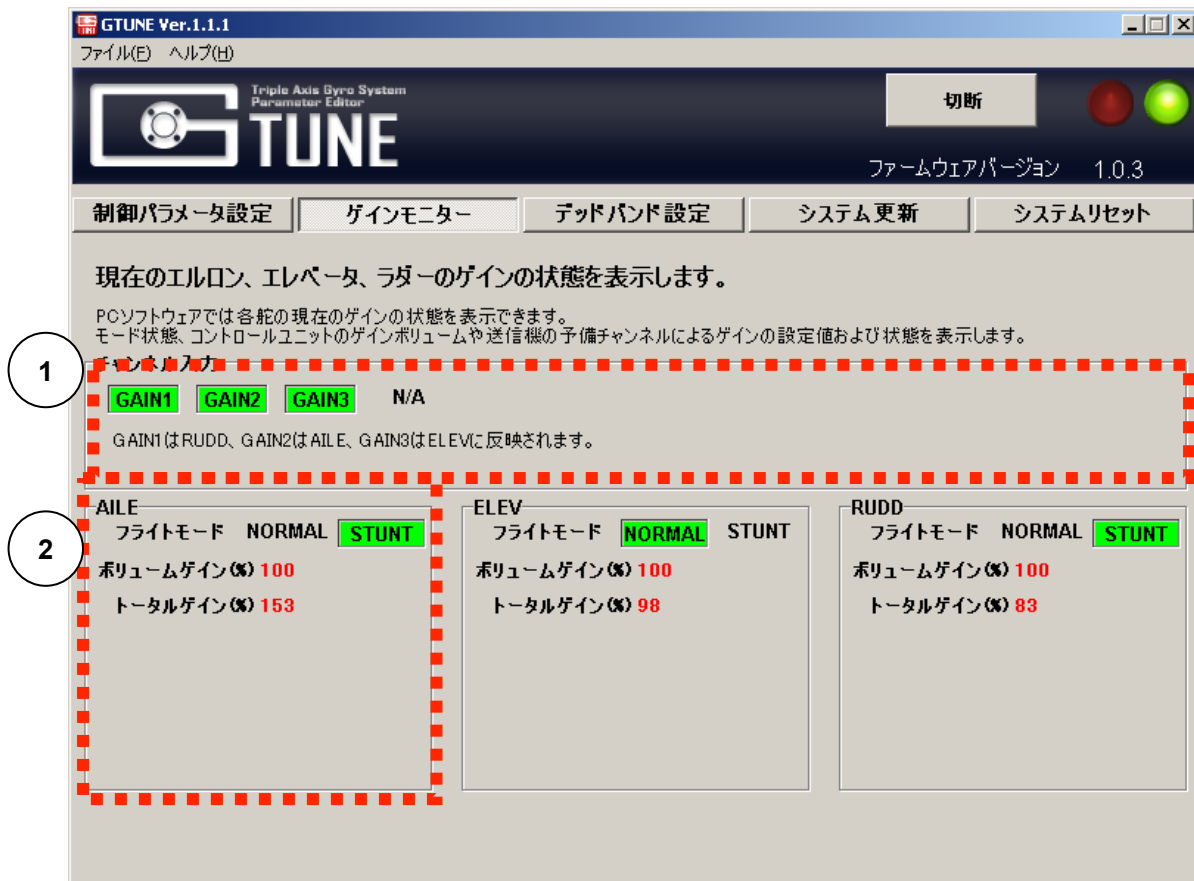 GTUNE Ver.1.1.1
ファイル(F) ヘルプ(H)
Triple Axis Gyro System
Parameter Editor
GTUNE
切断
ファームウェアバージョン 1.0.3
制御パラメータ設定 ゲインモニター デッドバンド設定 システム更新 システムリセット
現在のエルロン、エレベータ、ラダーのゲインの状態を表示します。
PCソフトウェアでは各舵の現在のゲインの状態を表示できます。
モード状態、コントロールユニットのゲインボリュームや送信機の予備チャンネルによるゲインの設定値および状態を表示します。
1
チャンネル入力
GAIN1 GAIN2 GAIN3 N/A
GAIN1はRUDD、GAIN2はAILE、GAIN3はELEVに反映されます。
2
AILE
フライトモード NORMAL STUNT
ボリュームゲイン(%) 100
トータルゲイン(%) 153
ELEV
フライトモード NORMAL STUNT
ボリュームゲイン(%) 100
トータルゲイン(%) 98
RUDD
フライトモード NORMAL STUNT
ボリュームゲイン(%) 100
トータルゲイン(%) 83